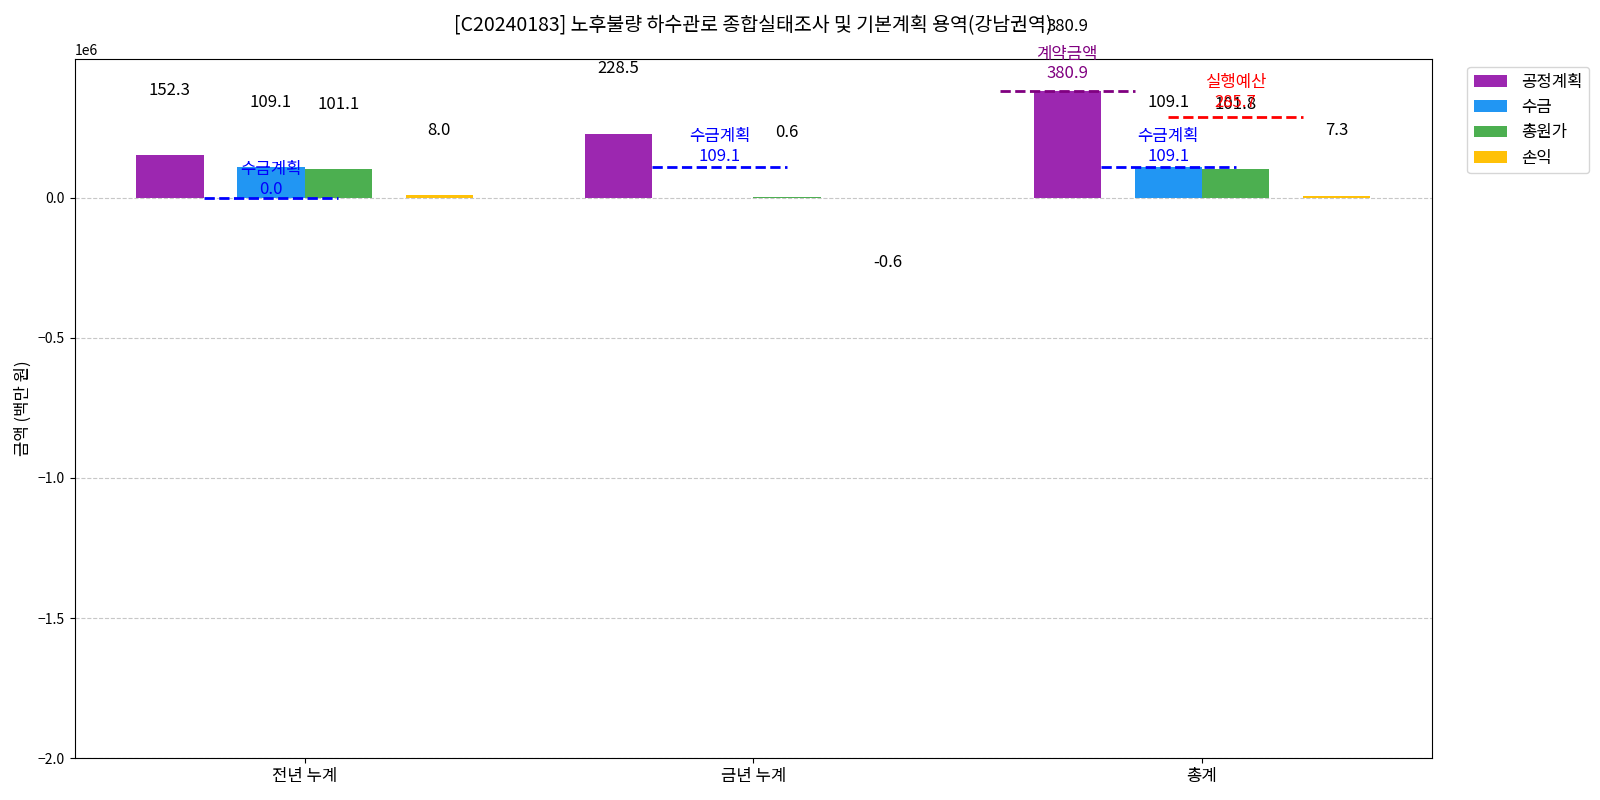 [C20240183] 노후불량 하수관로 종합실태조사 및 기본계획 용역(강남권역)
380.9
1e6
계약금액
380.9
152.3
109.1
101.1
8.0
수금계획
0.0
228.5
수금계획
109.1
0.6
-0.6
109.1
수금계획
109.1
실행예산
285.7
101.8
7.3
공정계획
수금
총원가
손익
0.0
−0.5
−1.0
−1.5
−2.0
금액 (백만 원)
전년 누계
금년 누계
총계